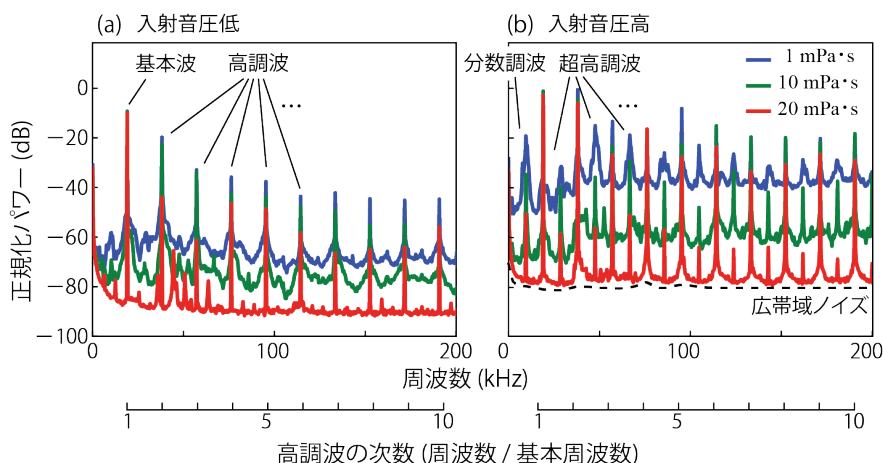 (a) 入射音圧低
(b) 入射音圧高
基本波
高調波
…
分数調波
超高調波
…
1 mPa・s
10 mPa・s
20 mPa・s
広帯域ノイズ
正規化パワー (dB)
0
−20
−40
−60
−80
−100
0
100
200
0
100
200
周波数 (kHz)
1
5
10
1
5
10
高調波の次数 (周波数 / 基本周波数)